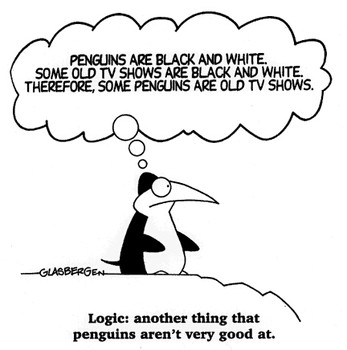 PENGUINS ARE BLACK AND WHITE.
SOME OLD TV SHOWS ARE BLACK AND WHITE.
THEREFORE, SOME PENGUINS ARE OLD TV SHOWS.
GLASBERGEN
Logic: another thing that
penguins aren't very good at.